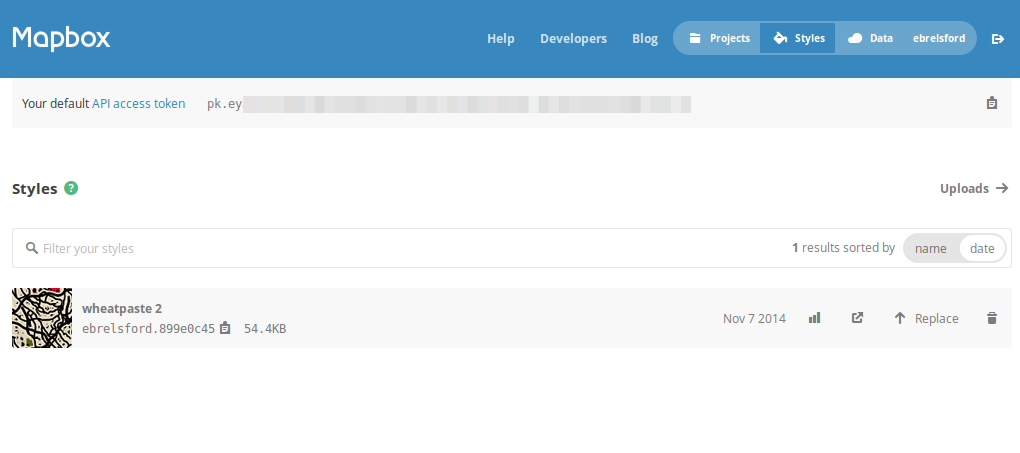 Mapbox
Help Developers Blog Projects Styles Data ebrelsford
Your default API access token pk.ey
Styles ?
Uploads
Filter your styles
1 results sorted by name date
wheatpaste 2
ebrelsford.899e0c45 54.4KB
Nov 7 2014
Replace